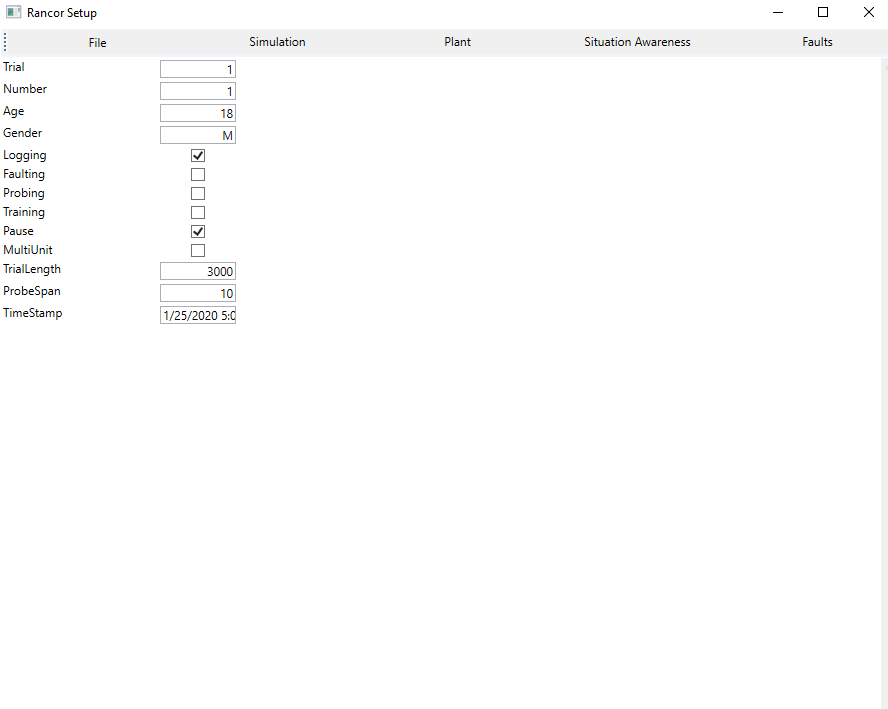 Rancor Setup
File Simulation Plant Situation Awareness Faults
Trial 1
Number 1
Age 18
Gender M
Logging
Faulting
Probing
Training
Pause
MultiUnit
TrialLength 3000
ProbeSpan 10
TimeStamp 1/25/2020 5:0